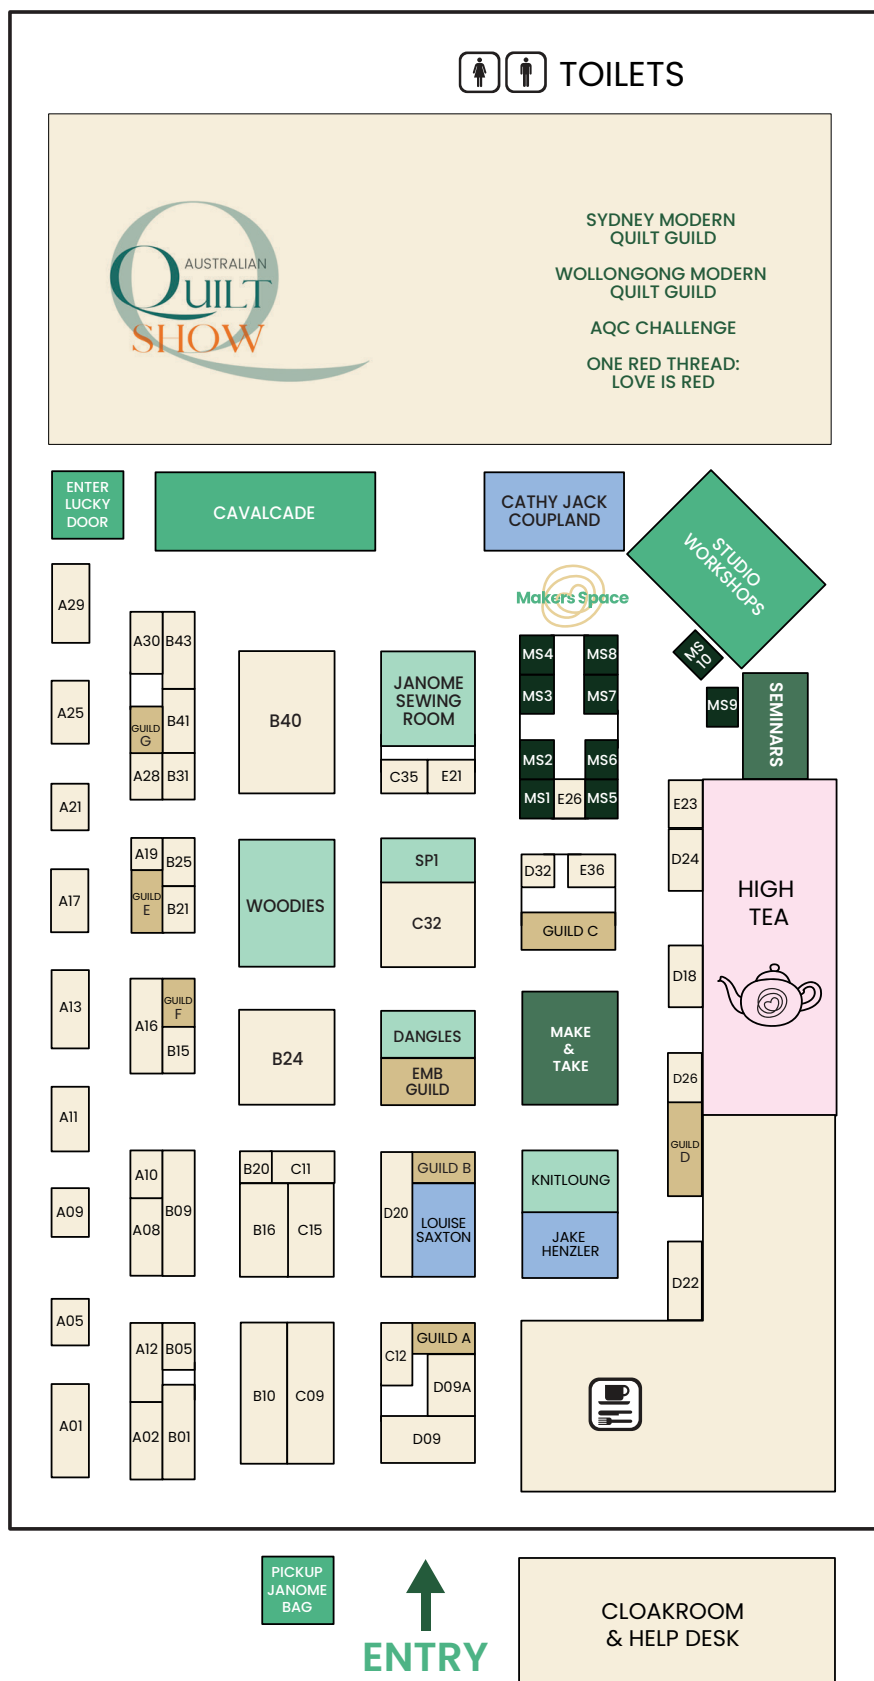 TOILETS
AUSTRALIAN
QUILT
SHOW
SYDNEY MODERN
QUILT GUILD
WOLLONGONG MODERN
QUILT GUILD
AQC CHALLENGE
ONE RED THREAD:
LOVE IS RED
ENTER
LUCKY
DOOR
CAVALCADE
CATHY JACK
COUPLAND
STUDIO
WORKSHOPS
Makers Space
A29
A30
B43
MS4
MS8
MS
10
JANOME
SEWING
ROOM
MS3
MS7
MS9
SEMINARS
A25
GUILD
G
B41
B40
MS2
MS6
A28
B31
C35
E21
MS1
E26
MS5
A21
E23
A19
B25
SP1
D32
E36
D24
HIGH
TEA
A17
GUILD
E
B21
WOODIES
C32
GUILD C
D18
A13
A16
GUILD
F
B15
B24
DANGLES
EMB
GUILD
MAKE
&
TAKE
D26
A11
GUILD
D
A10
B09
B20
C11
GUILD B
KNITLOUNG
A09
A08
B16
C15
D20
LOUISE
SAXTON
JAKE
HENZLER
D22
A05
A12
B05
GUILD A
C12
D09A
B10
C09
A01
A02
B01
D09
PICKUP
JANOME
BAG
ENTRY
CLOAKROOM
& HELP DESK